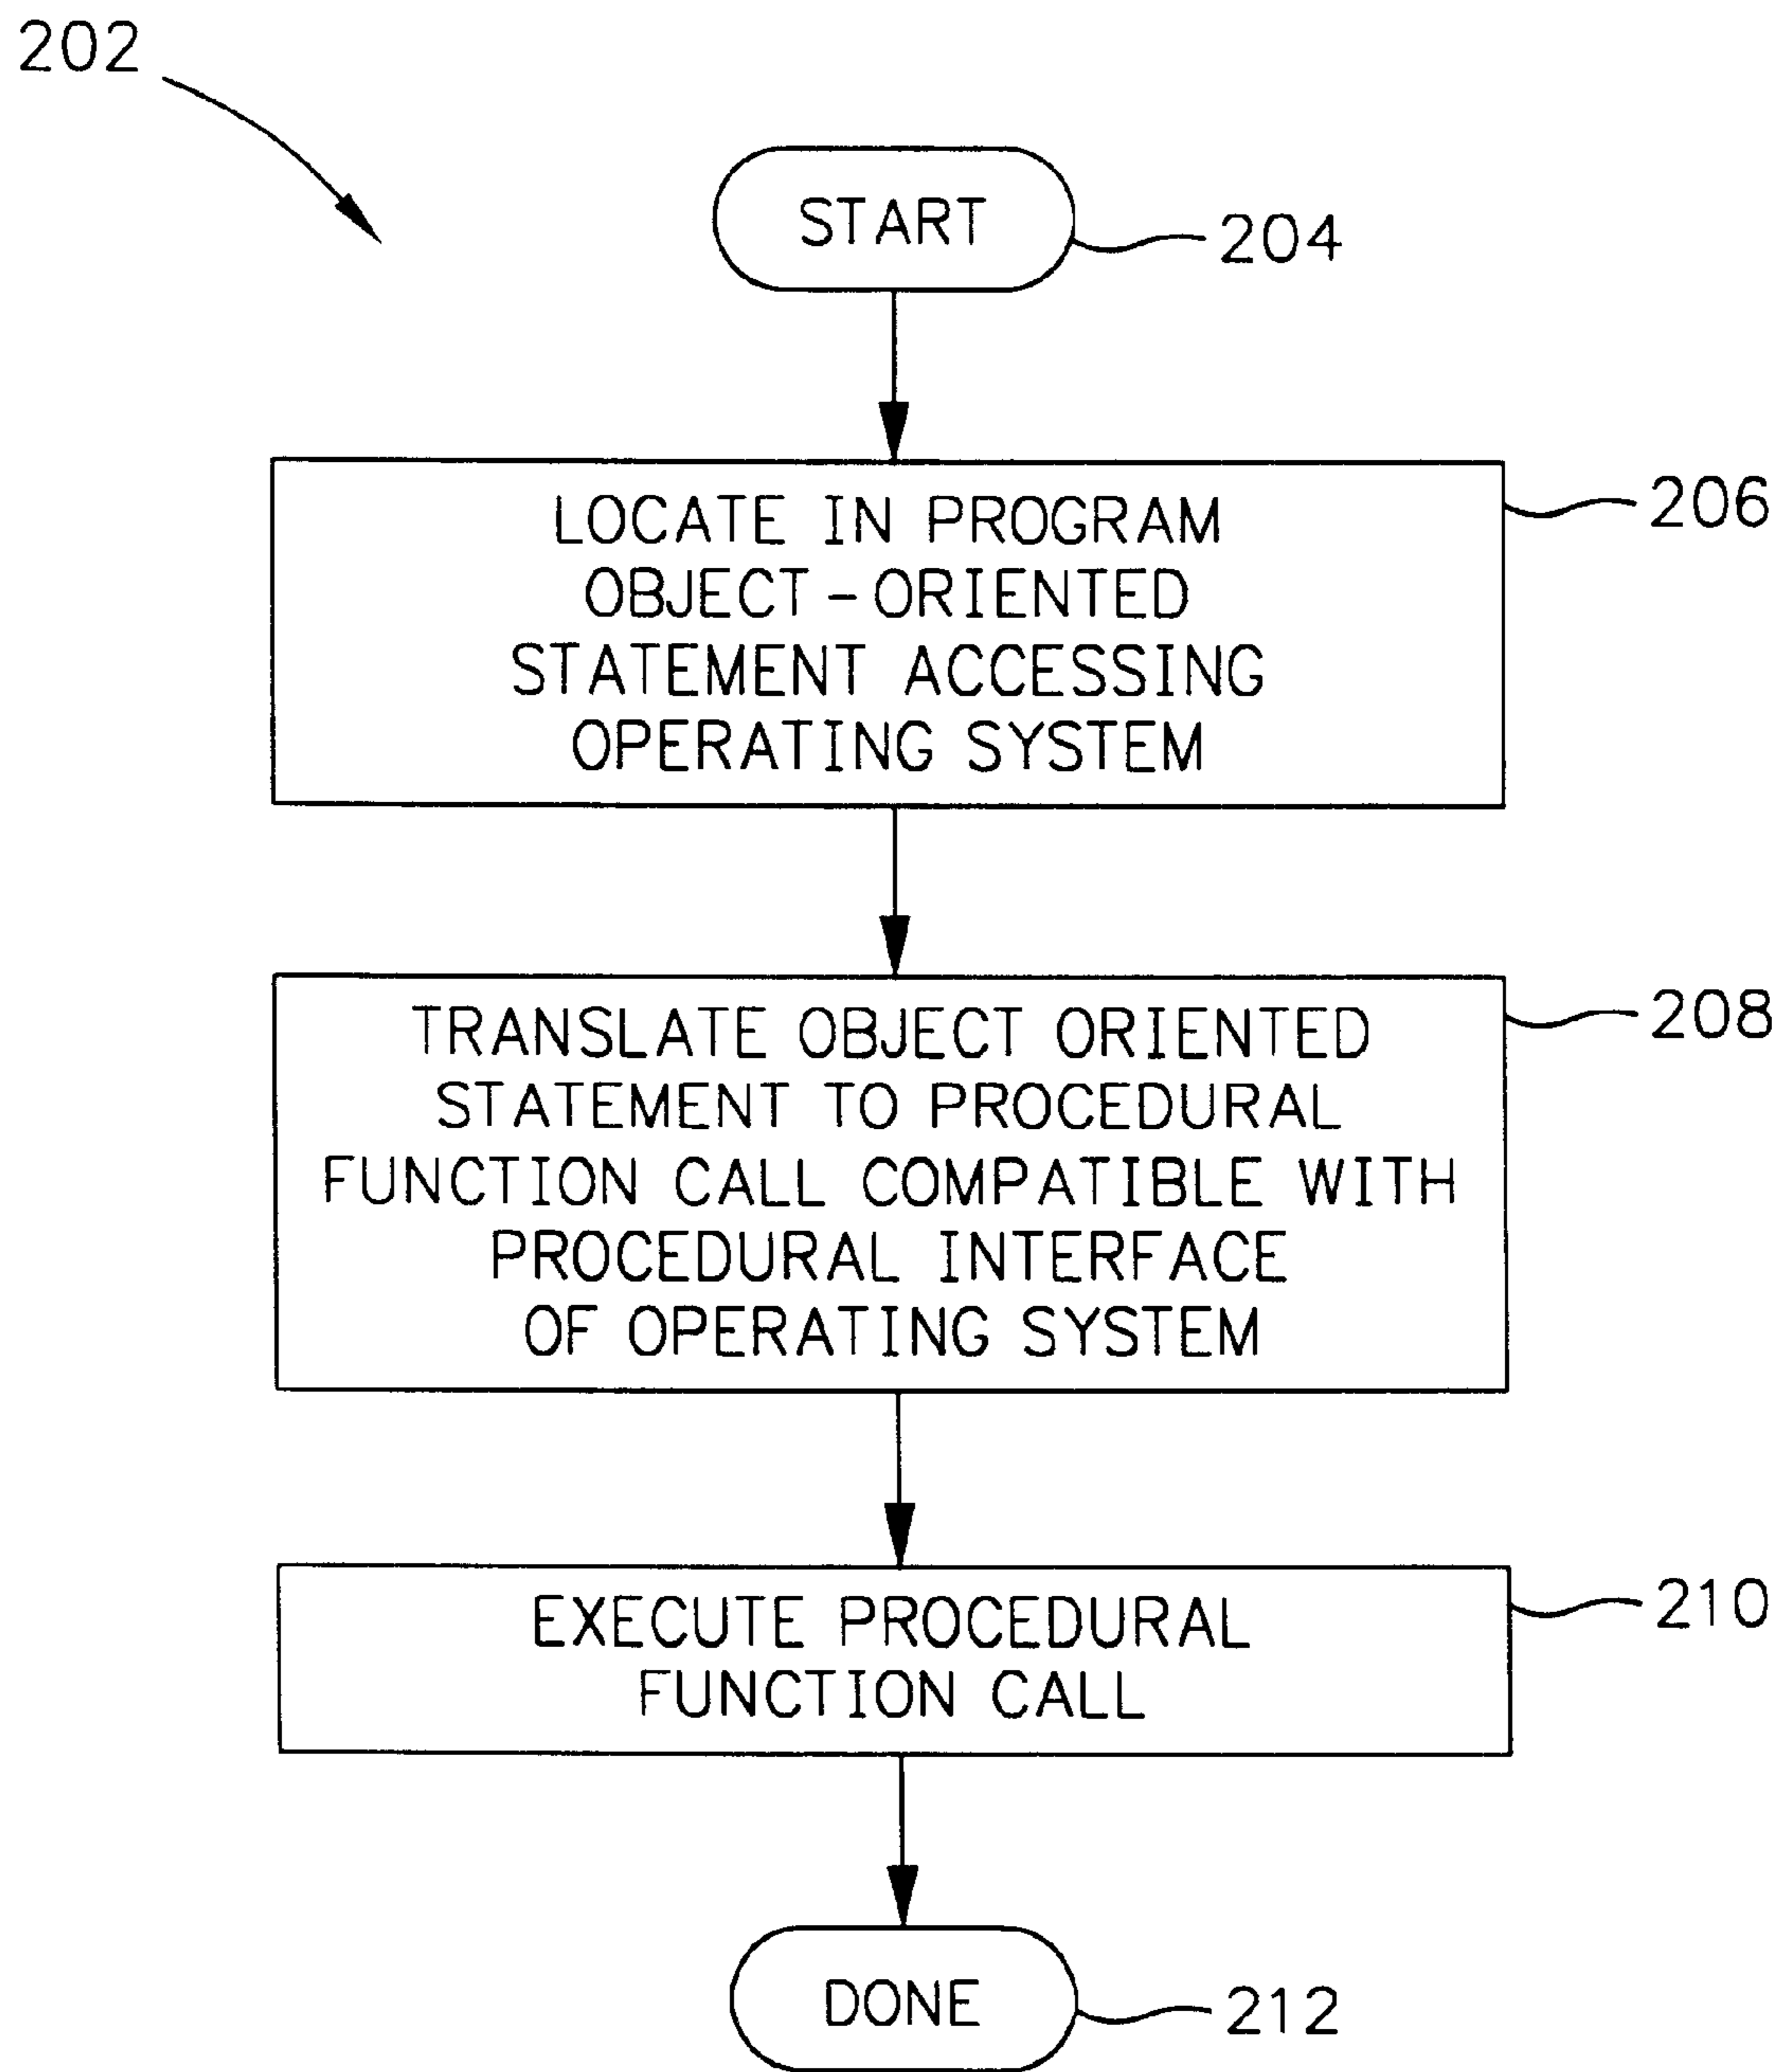 202
START
204
LOCATE IN PROGRAM
206
OBJECT-ORIENTED
STATEMENT ACCESSING
OPERATING SYSTEM
TRANSLATE OBJECT ORIENTED
208
STATEMENT TO PROCEDURAL
FUNCTION CALL COMPATIBLE WITH
PROCEDURAL INTERFACE
OF OPERATING SYSTEM
EXECUTE PROCEDURAL
210
FUNCTION CALL
DONE
212